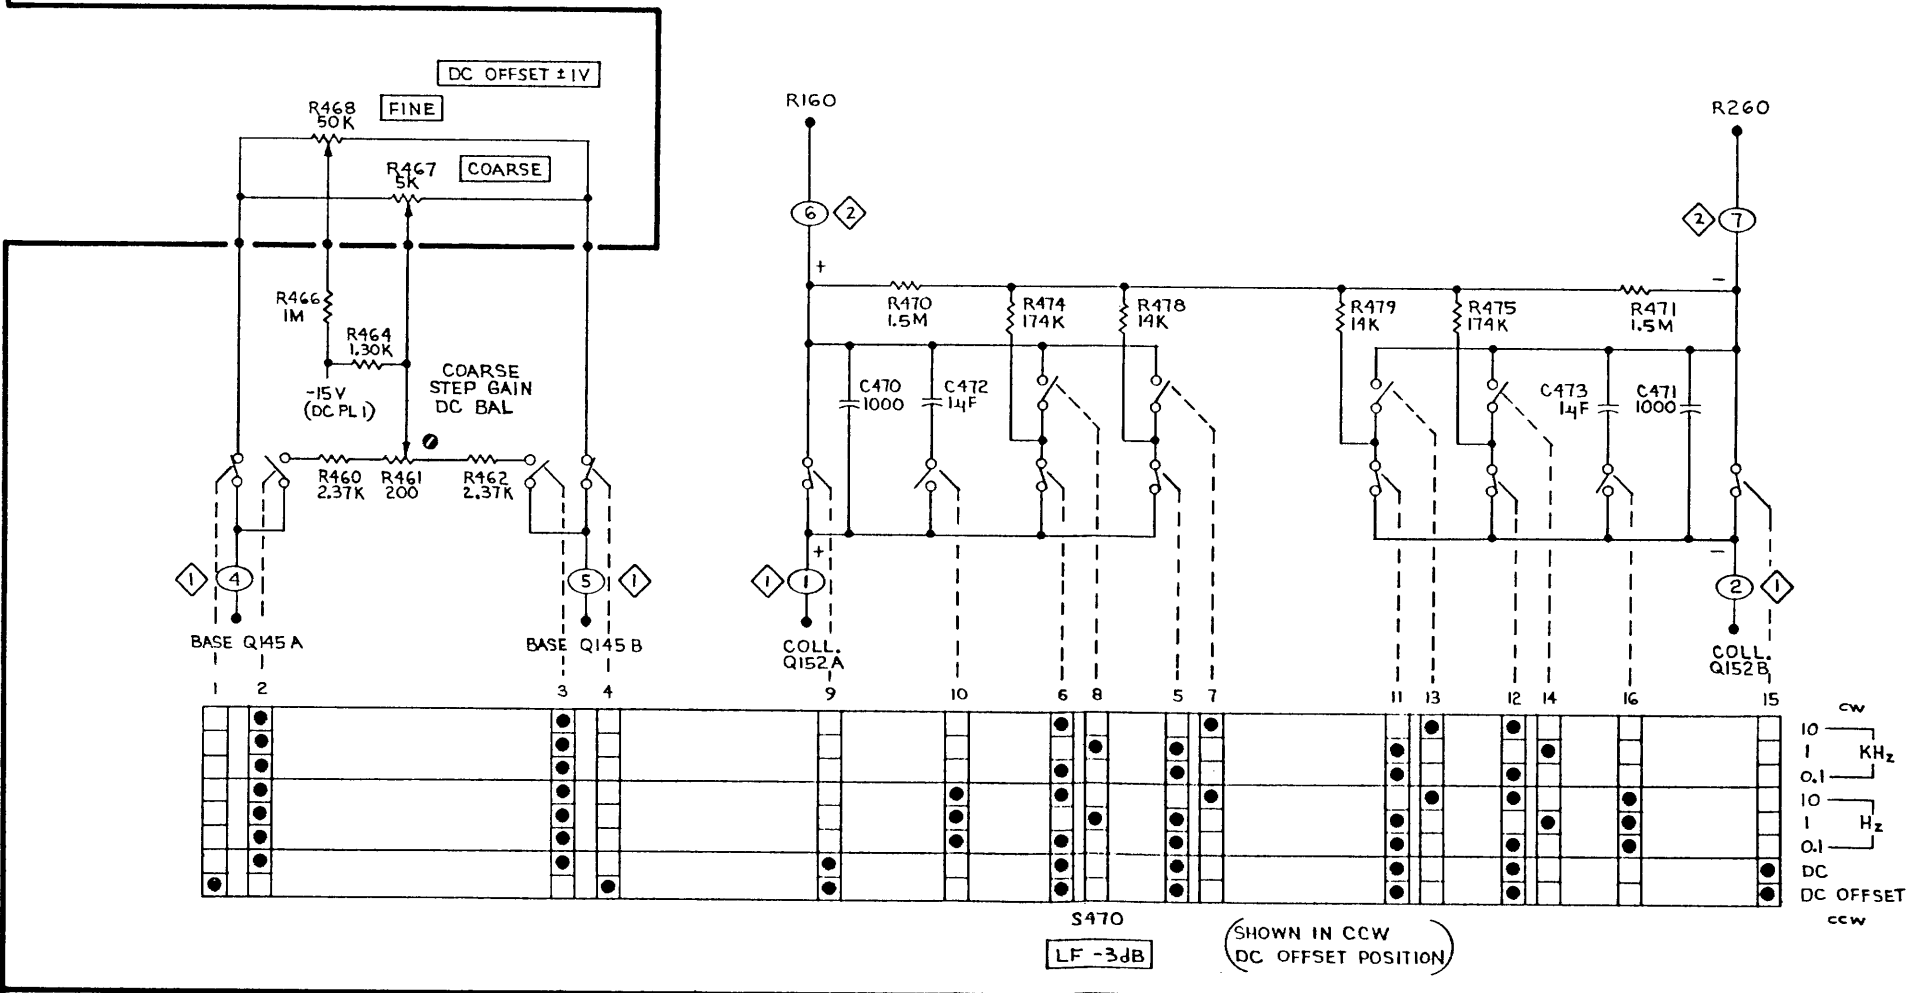 DC OFFSET ±1V
R468
50K
FINE
R467
5K
COARSE
R160
R260
6
2
2
7
+
−
R466
1M
R464
1.30K
-15V
(DC PL1)
COARSE
STEP GAIN
DC BAL
R470
1.5M
R474
174K
R478
14K
R479
14K
R475
174K
R471
1.5M
C470
1000
C472
1µF
C473
1µF
C471
1000
R460
2.37K
R461
200
R462
2.37K
+
−
1
4
5
1
1
1
2
1
BASE Q145A
BASE Q145B
COLL.
Q152A
COLL.
Q152B
1 2 3 4 9 10 6 8 5 7 11 13 12 14 16 15
CW
10
1 KHz
0.1
10
1 Hz
0.1
DC
DC OFFSET
CCW
S470
LF -3dB
(SHOWN IN CCW
DC OFFSET POSITION)